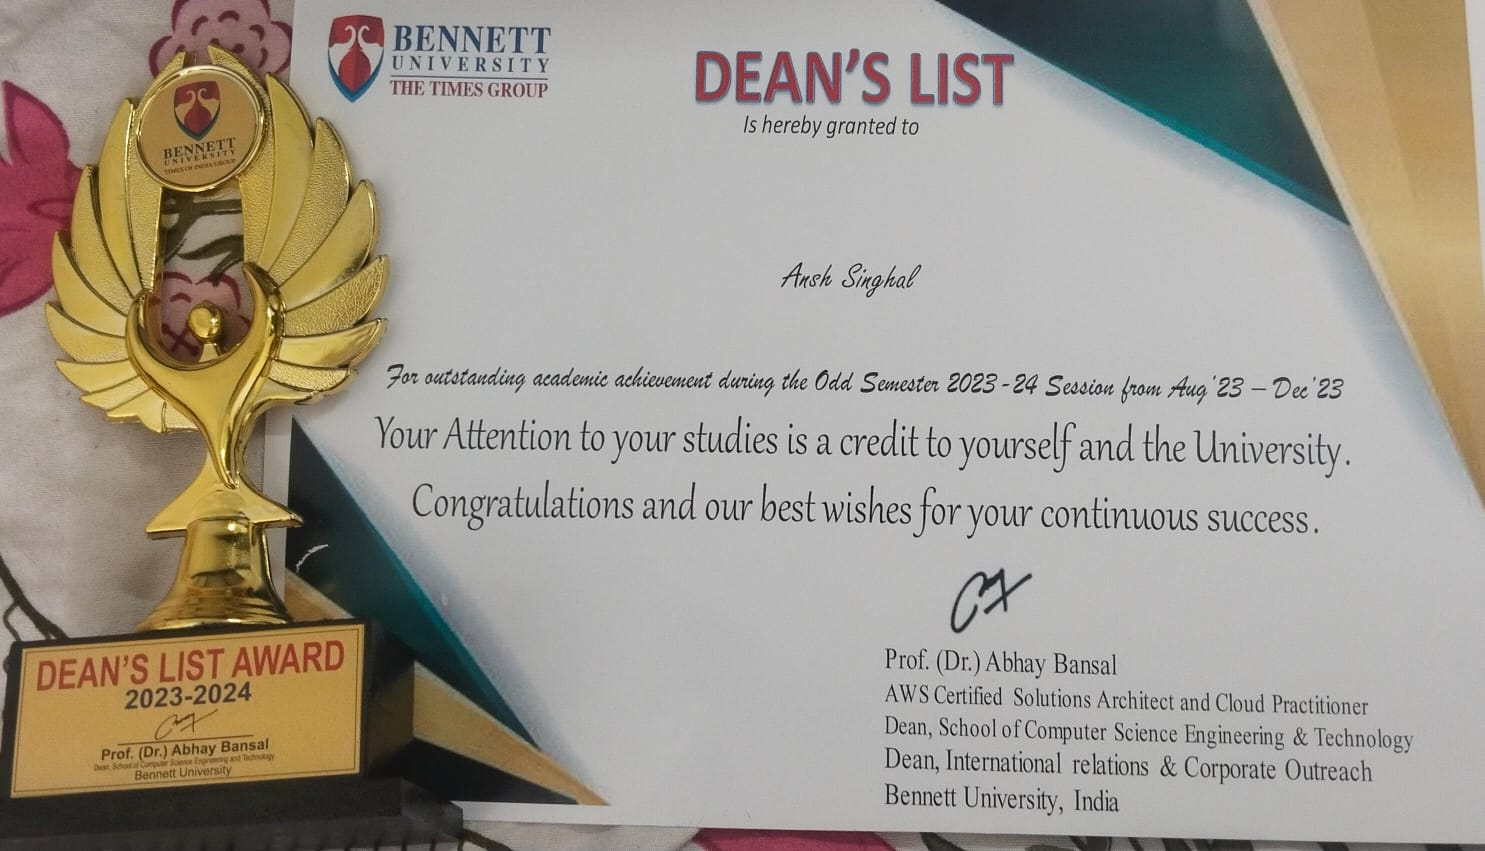 BENNETT
UNIVERSITY
THE TIMES GROUP
DEAN'S LIST
Is hereby granted to
Ansh Singhal
For outstanding academic achievement during the Odd Semester 2023-24 Session from Aug'23 – Dec'23
Your Attention to your studies is a credit to yourself and the University.
Congratulations and our best wishes for your continuous success.
Prof. (Dr.) Abhay Bansal
AWS Certified Solutions Architect and Cloud Practitioner
Dean, School of Computer Science Engineering & Technology
Dean, International relations & Corporate Outreach
Bennett University, India
BENNETT
UNIVERSITY
TIMES OF INDIA GROUP
DEAN'S LIST AWARD
2023-2024
Prof. (Dr.) Abhay Bansal
Dean, School of Computer Science Engineering and Technology
Bennett University